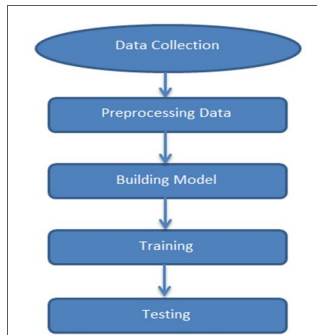 Data Collection
Preprocessing Data
Building Model
Training
Testing